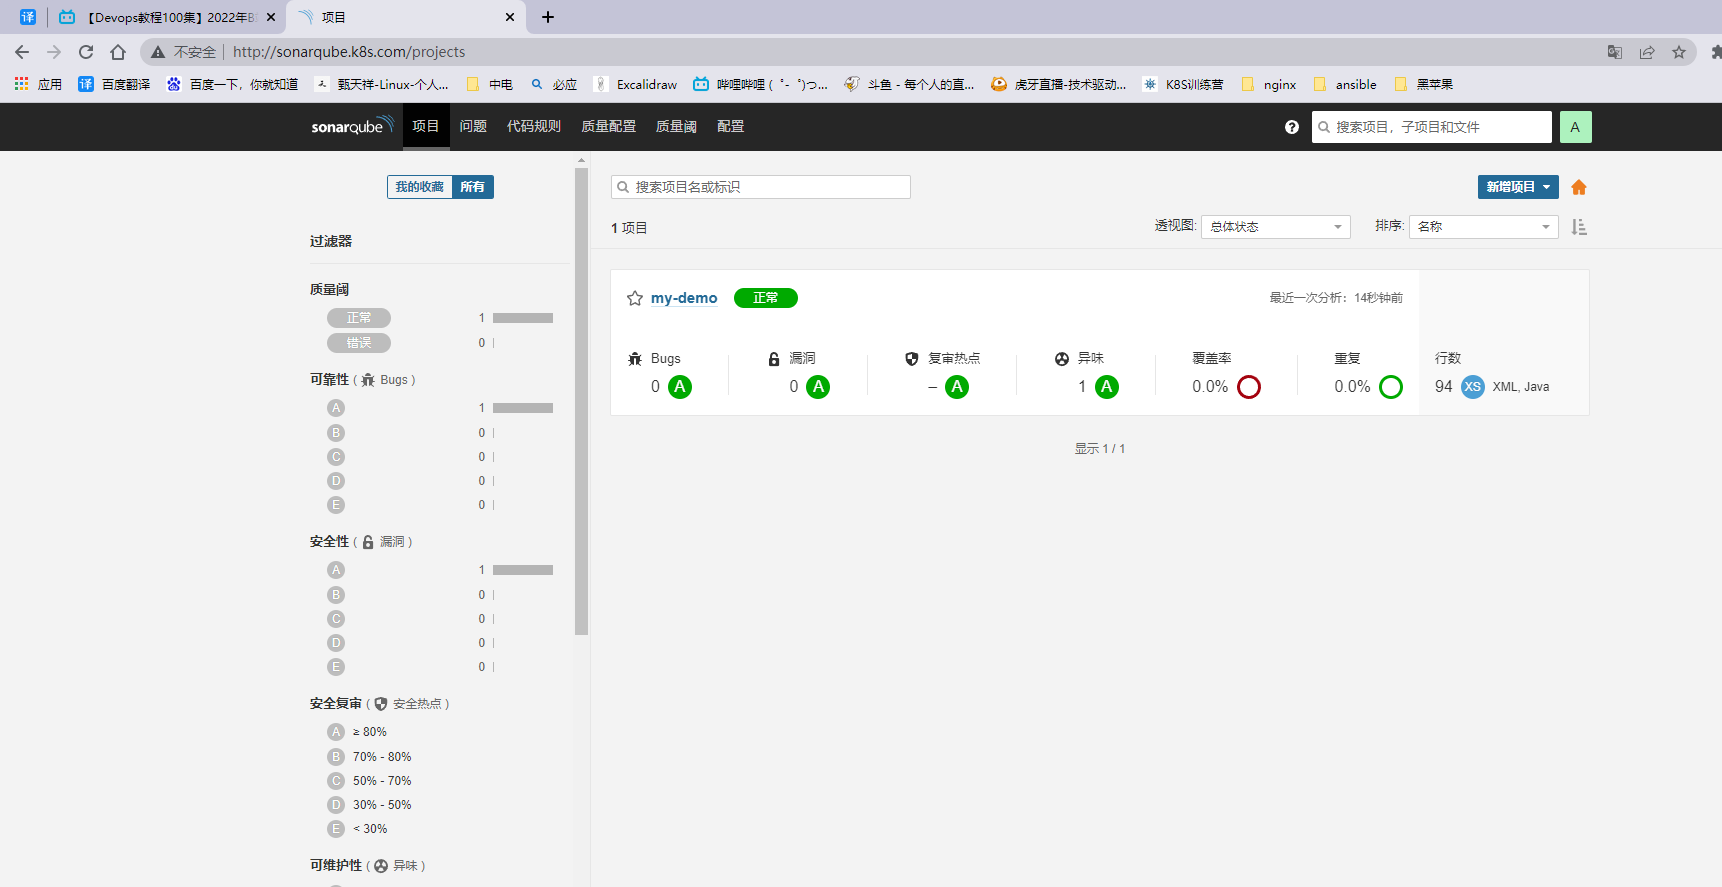 译 【Devops教程100集】2022年B 项目
不安全 http://sonarqube.k8s.com/projects
应用 译 百度翻译 百度一下，你就知道 甄天祥-Linux-个人... 中电 必应 Excalidraw 哔哩哔哩 ( ゜- ゜)つ... 斗鱼 - 每个人的直... 虎牙直播-技术驱动... K8S训练营 nginx ansible 黑苹果
sonarqube 项目 问题 代码规则 质量配置 质量阈 配置 搜索项目，子项目和文件 A
我的收藏 所有
过滤器
质量阈
正常 1
错误 0
可靠性 ( Bugs )
A 1
B 0
C 0
D 0
E 0
安全性 ( 漏洞 )
A 1
B 0
C 0
D 0
E 0
安全复审 ( 安全热点 )
A ≥ 80%
B 70% - 80%
C 50% - 70%
D 30% - 50%
E < 30%
可维护性 ( 异味 )
搜索项目名或标识 新增项目
1 项目 透视图: 总体状态 排序: 名称
my-demo 正常 最近一次分析：14秒钟前
Bugs 漏洞 复审热点 异味 覆盖率 重复 行数
0 A 0 A – A 1 A 0.0% 0.0% 94 XS XML, Java
显示 1 / 1